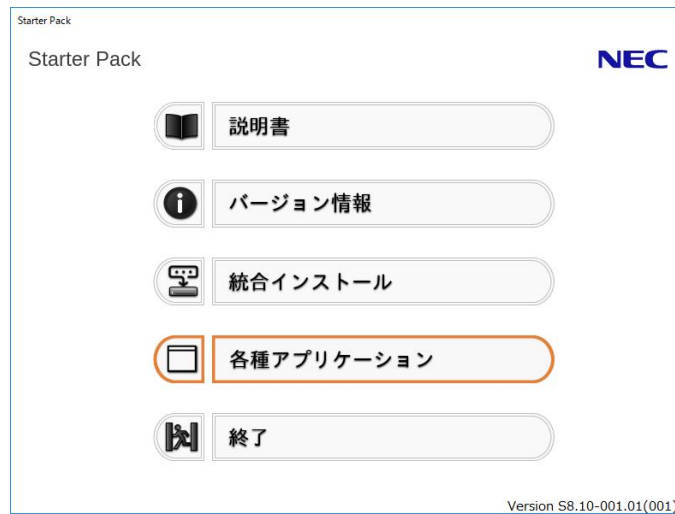 Starter Pack
Starter Pack
NEC
説明書
バージョン情報
統合インストール
各種アプリケーション
終了
Version S8.10-001.01(001)